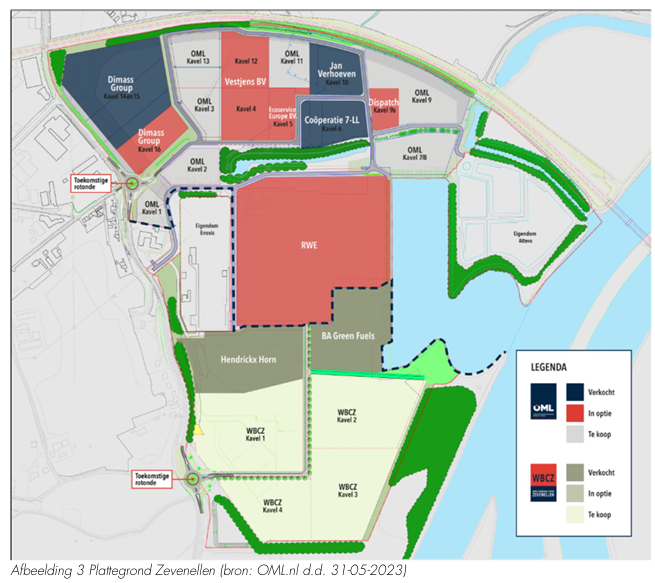 OML
Kavel 13
Kavel 12
OML
Kavel 11
Jan
Verhoeven
Kavel 10
Dimass
Group
Kavel 14 en 15
Vestjens BV
OML
Kavel 3
Kavel 4
Ecoservice
Europe BV.
Kavel 5
Coöperatie 7-LL
Kavel 6
Dispatch
Kavel 9a
OML
Kavel 9
Dimass
Group
Kavel 16
OML
Kavel 2
OML
Kavel 7/8
Toekomstige
rotonde
OML
Kavel 1
Eigendom
Enexis
RWE
Eigendom
Attero
BA Green Fuels
Hendrickx Horn
WBCZ
Kavel 1
WBCZ
Kavel 2
WBCZ
Kavel 3
WBCZ
Kavel 4
Toekomstige
rotonde
LEGENDA
OML
Verkocht
In optie
Te koop
WBCZ
ZEVENELLEN
Verkocht
In optie
Te koop
Afbeelding 3 Plattegrond Zevenellen (bron: OML.nl d.d. 31-05-2023)